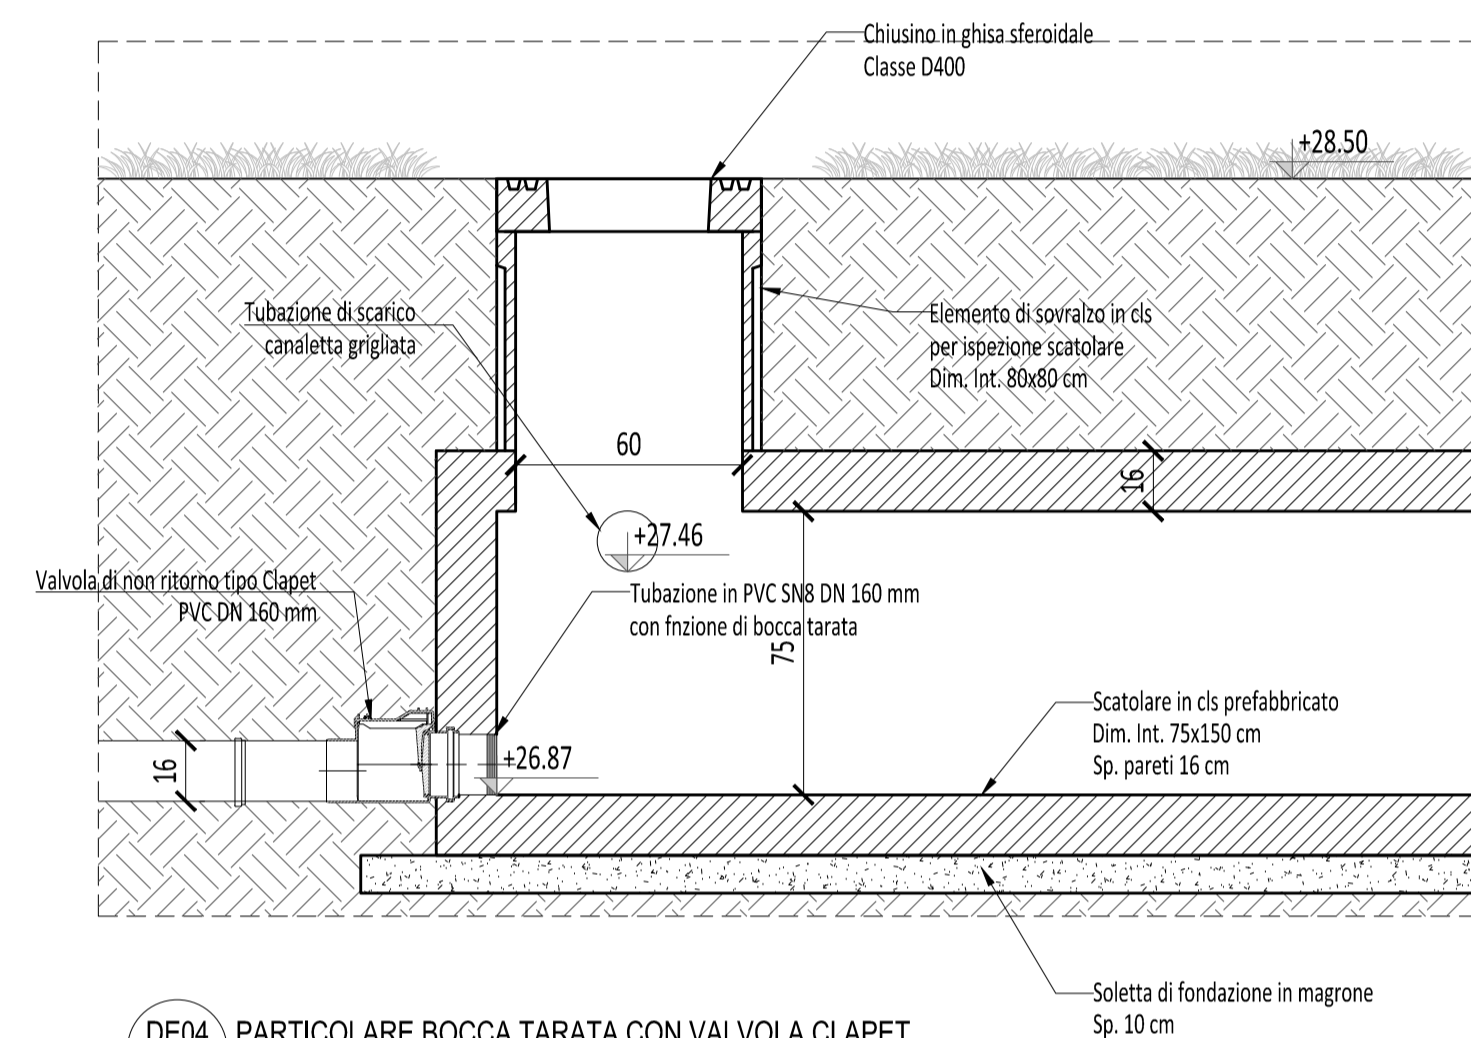 Chiusino in ghisa sferoidale
Classe D400
+28.50
Tubazione di scarico
canaletta grigliata
Elemento di sovralzo in cls
per ispezione scatolare
Dim. Int. 80x80 cm
60
16
+27.46
Valvola di non ritorno tipo Clapet
PVC DN 160 mm
Tubazione in PVC SN8 DN 160 mm
con fnzione di bocca tarata
75
Scatolare in cls prefabbricato
Dim. Int. 75x150 cm
Sp. pareti 16 cm
16
+26.87
Soletta di fondazione in magrone
Sp. 10 cm
DE04 PARTICOLARE BOCCA TARATA CON VALVOLA CLAPET